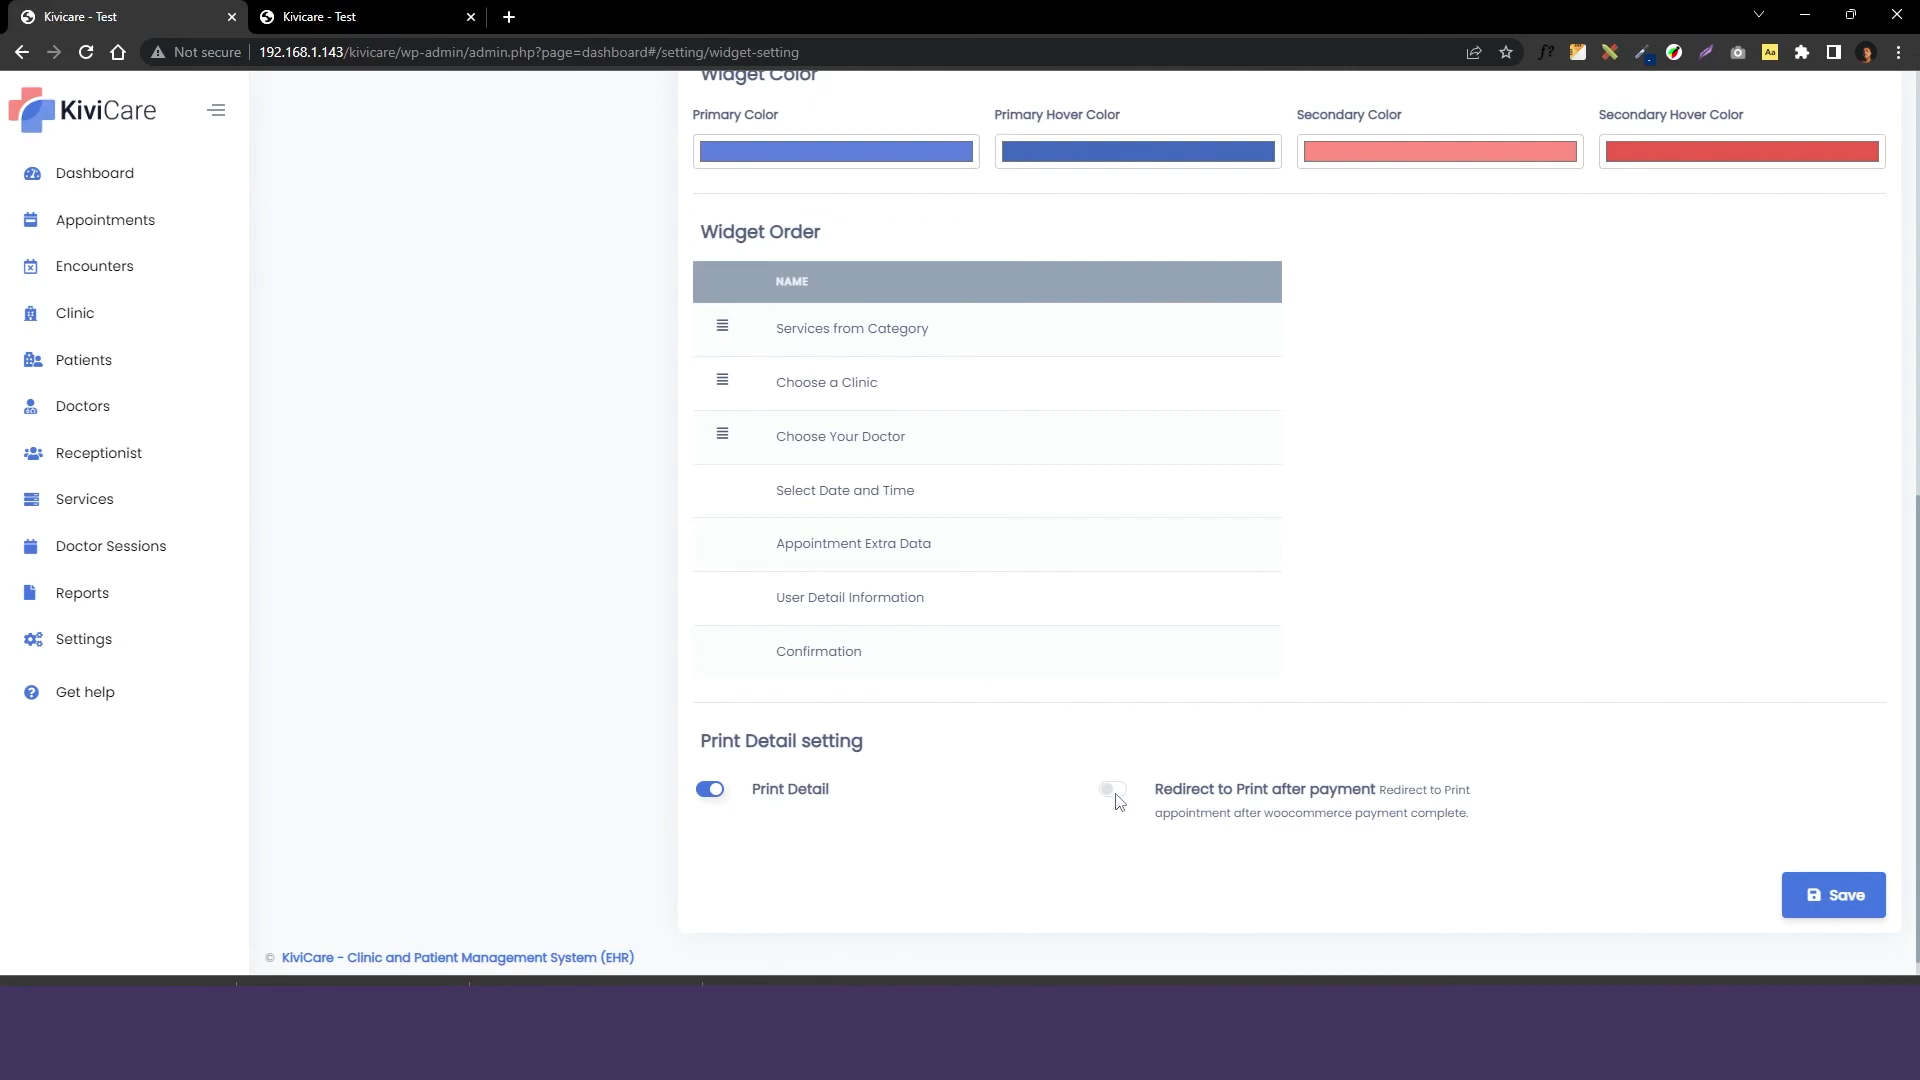 Kivicare - Test
Kivicare - Test
Not secure
192.168.1.143/kivicare/wp-admin/admin.php?page=dashboard#/setting/widget-setting
KiviCare
Dashboard
Appointments
Encounters
Clinic
Patients
Doctors
Receptionist
Services
Doctor Sessions
Reports
Settings
Get help
Widget Color
Primary Color
Primary Hover Color
Secondary Color
Secondary Hover Color
Widget Order
NAME
Services from Category
Choose a Clinic
Choose Your Doctor
Select Date and Time
Appointment Extra Data
User Detail Information
Confirmation
Print Detail setting
Print Detail
Redirect to Print after payment Redirect to Print
appointment after woocommerce payment complete.
Save
© KiviCare - Clinic and Patient Management System (EHR)